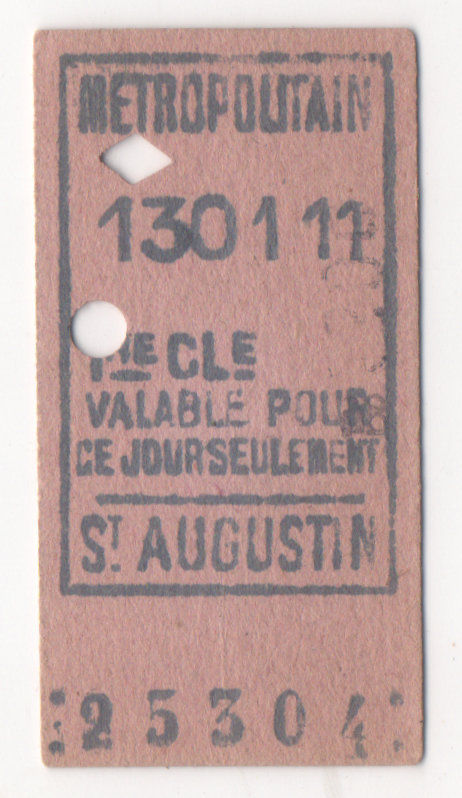 METROPOLITAIN
130111
1RE CLE
VALABLE POUR
CE JOUR SEULEMENT
ST. AUGUSTIN
:25304: